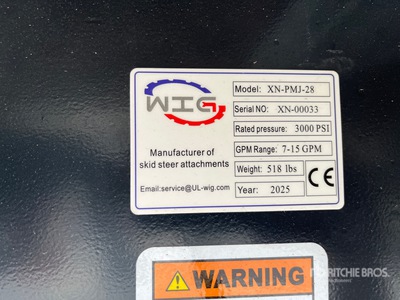 WIG
Manufacturer of
skid steer attachments
Email:service@UL-wig.com
Model: XN-PMJ-28
Serial NO: XN-00033
Rated pressure: 3000 PSI
GPM Range: 7-15 GPM
Weight: 518 lbs
Year: 2025
CE
WARNING
RITCHIE BROS.